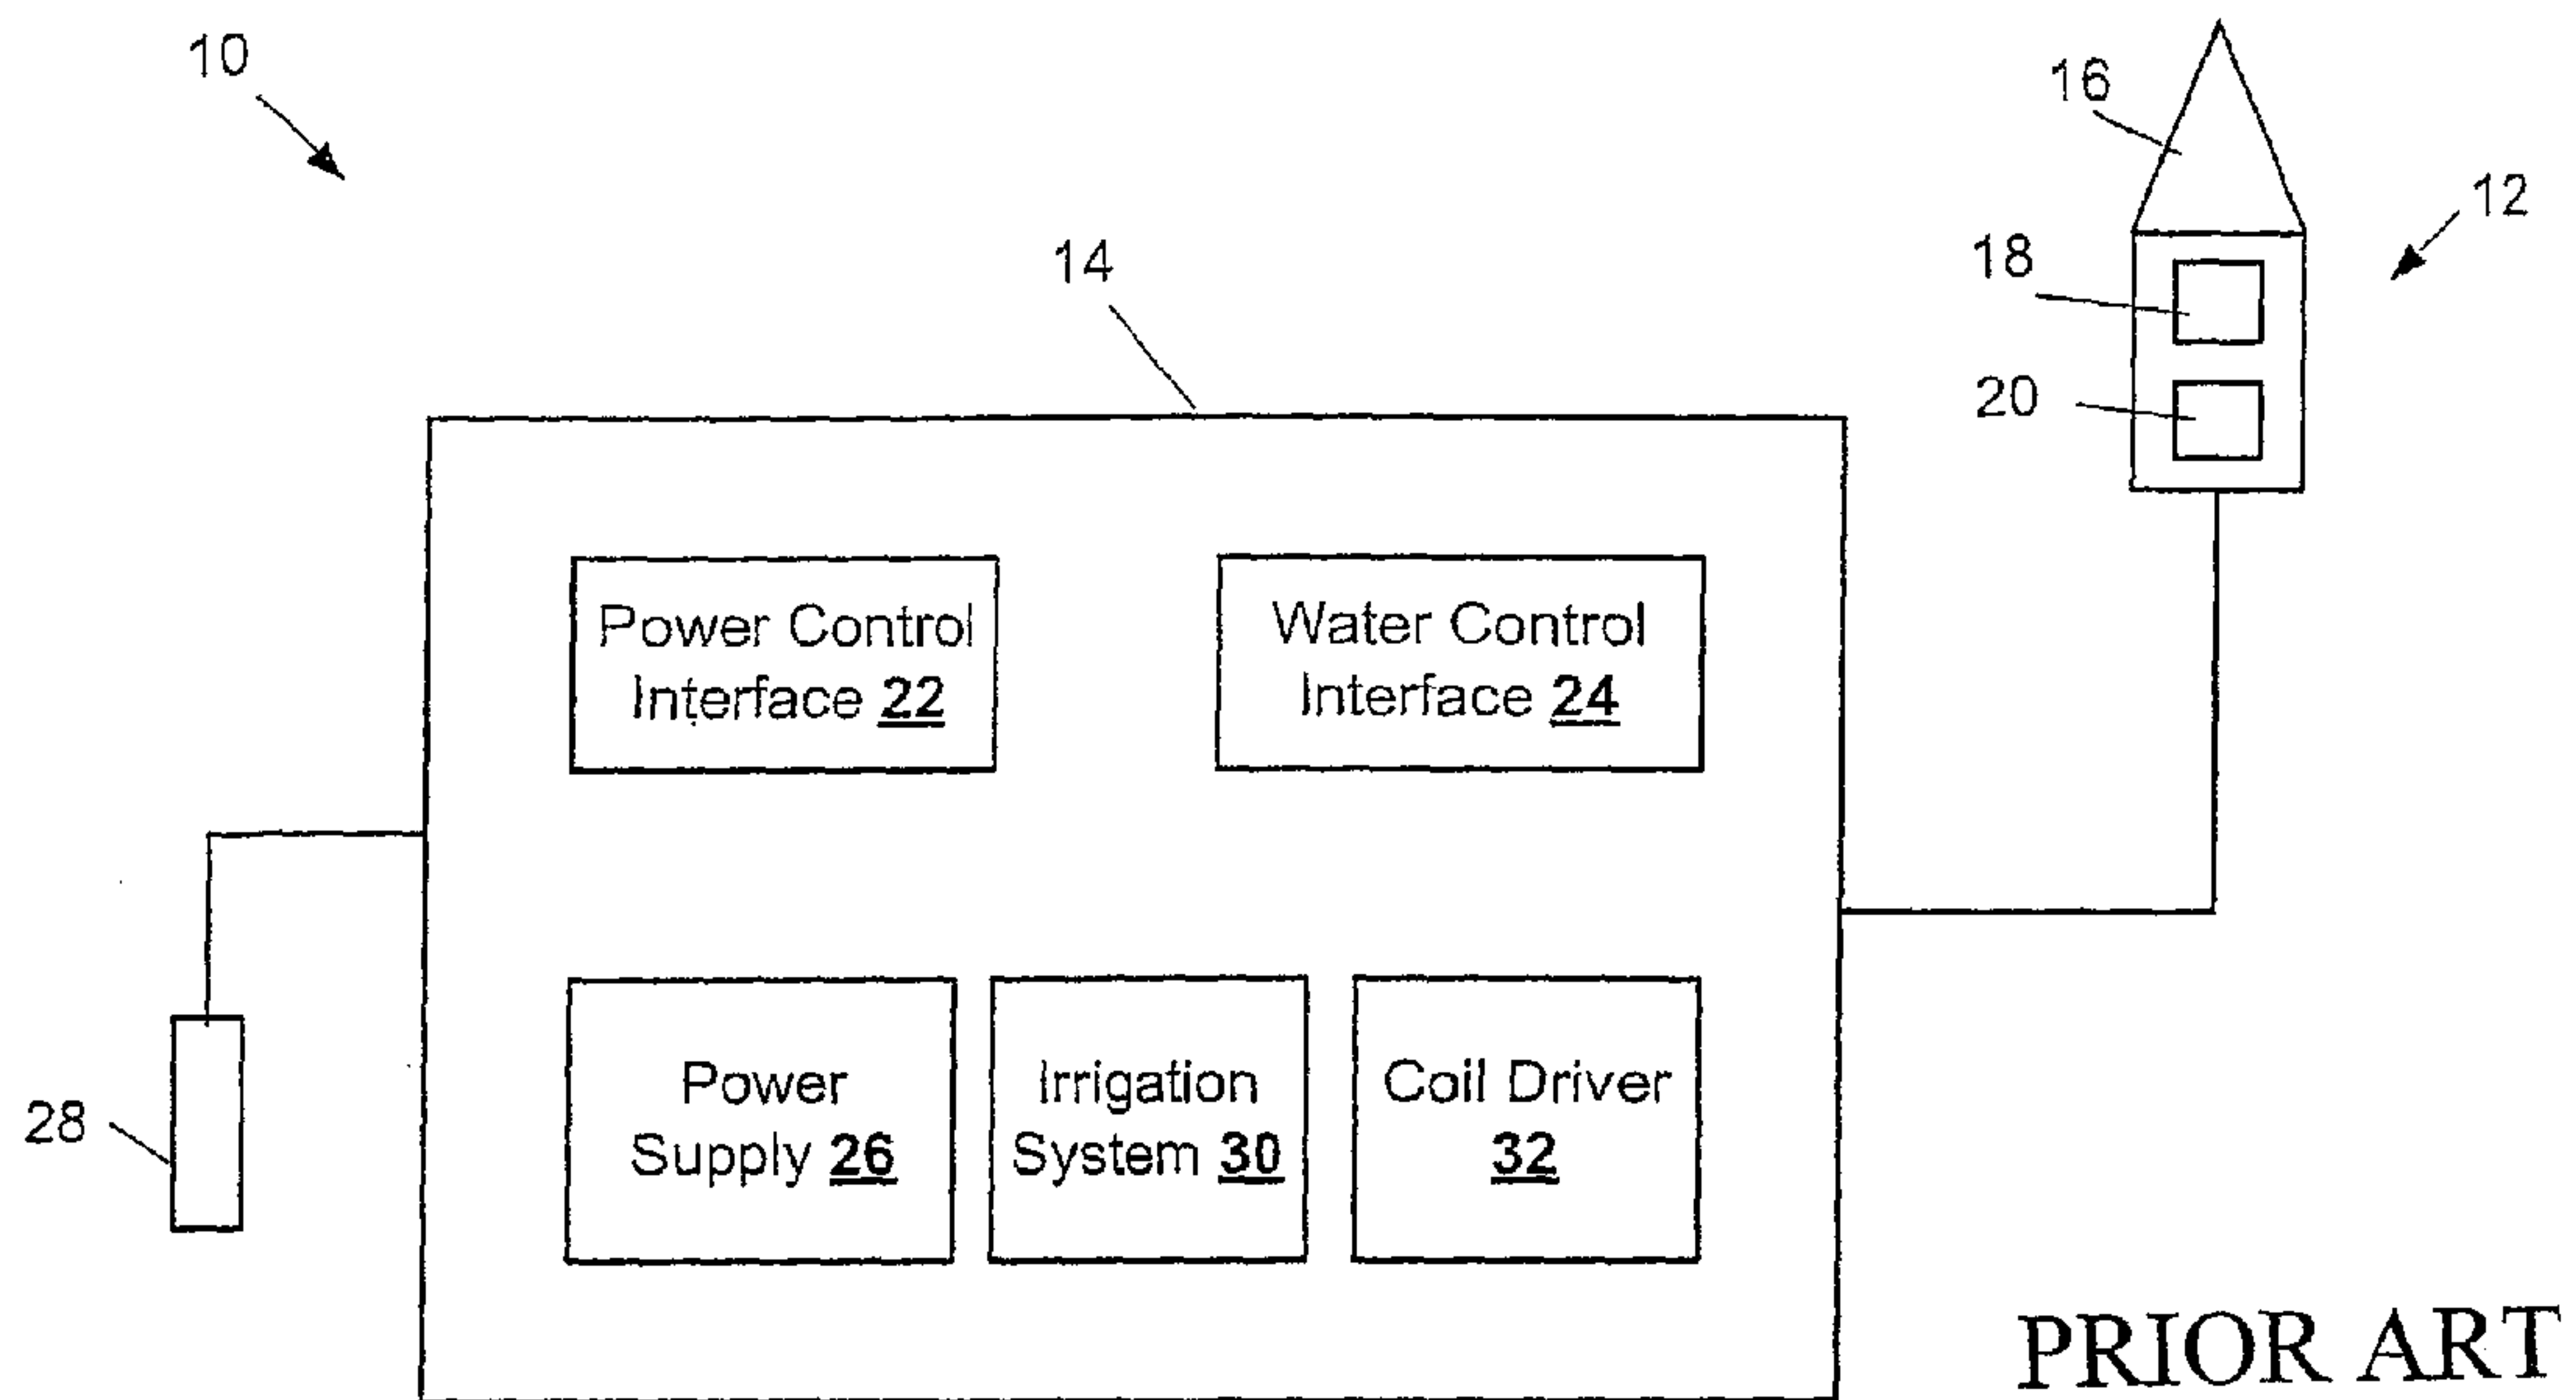 10
16
12
18
14
20
Power Control
Interface 22
Water Control
Interface 24
Power
Supply 26
Irrigation
System 30
Coil Driver
32
28
PRIOR ART